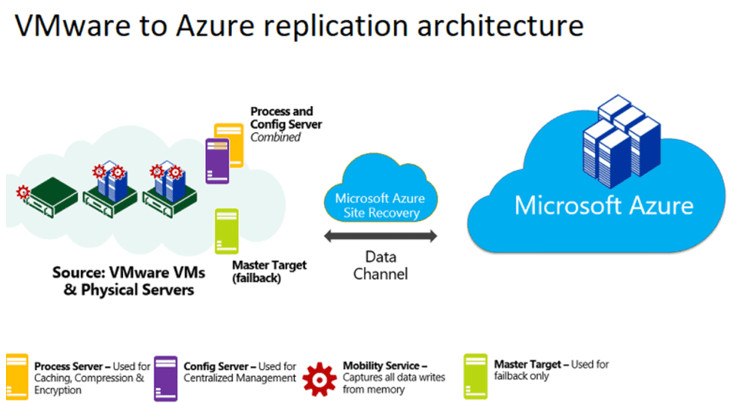 VMware to Azure replication architecture
Process and
Config Server
Combined
Microsoft Azure
Site Recovery
Microsoft Azure
Data
Channel
Master Target
(failback)
Source: VMware VMs
& Physical Servers
Process Server – Used for
Caching, Compression &
Encryption
Config Server – Used for
Centralized Management
Mobility Service –
Captures all data writes
from memory
Master Target – Used for
failback only